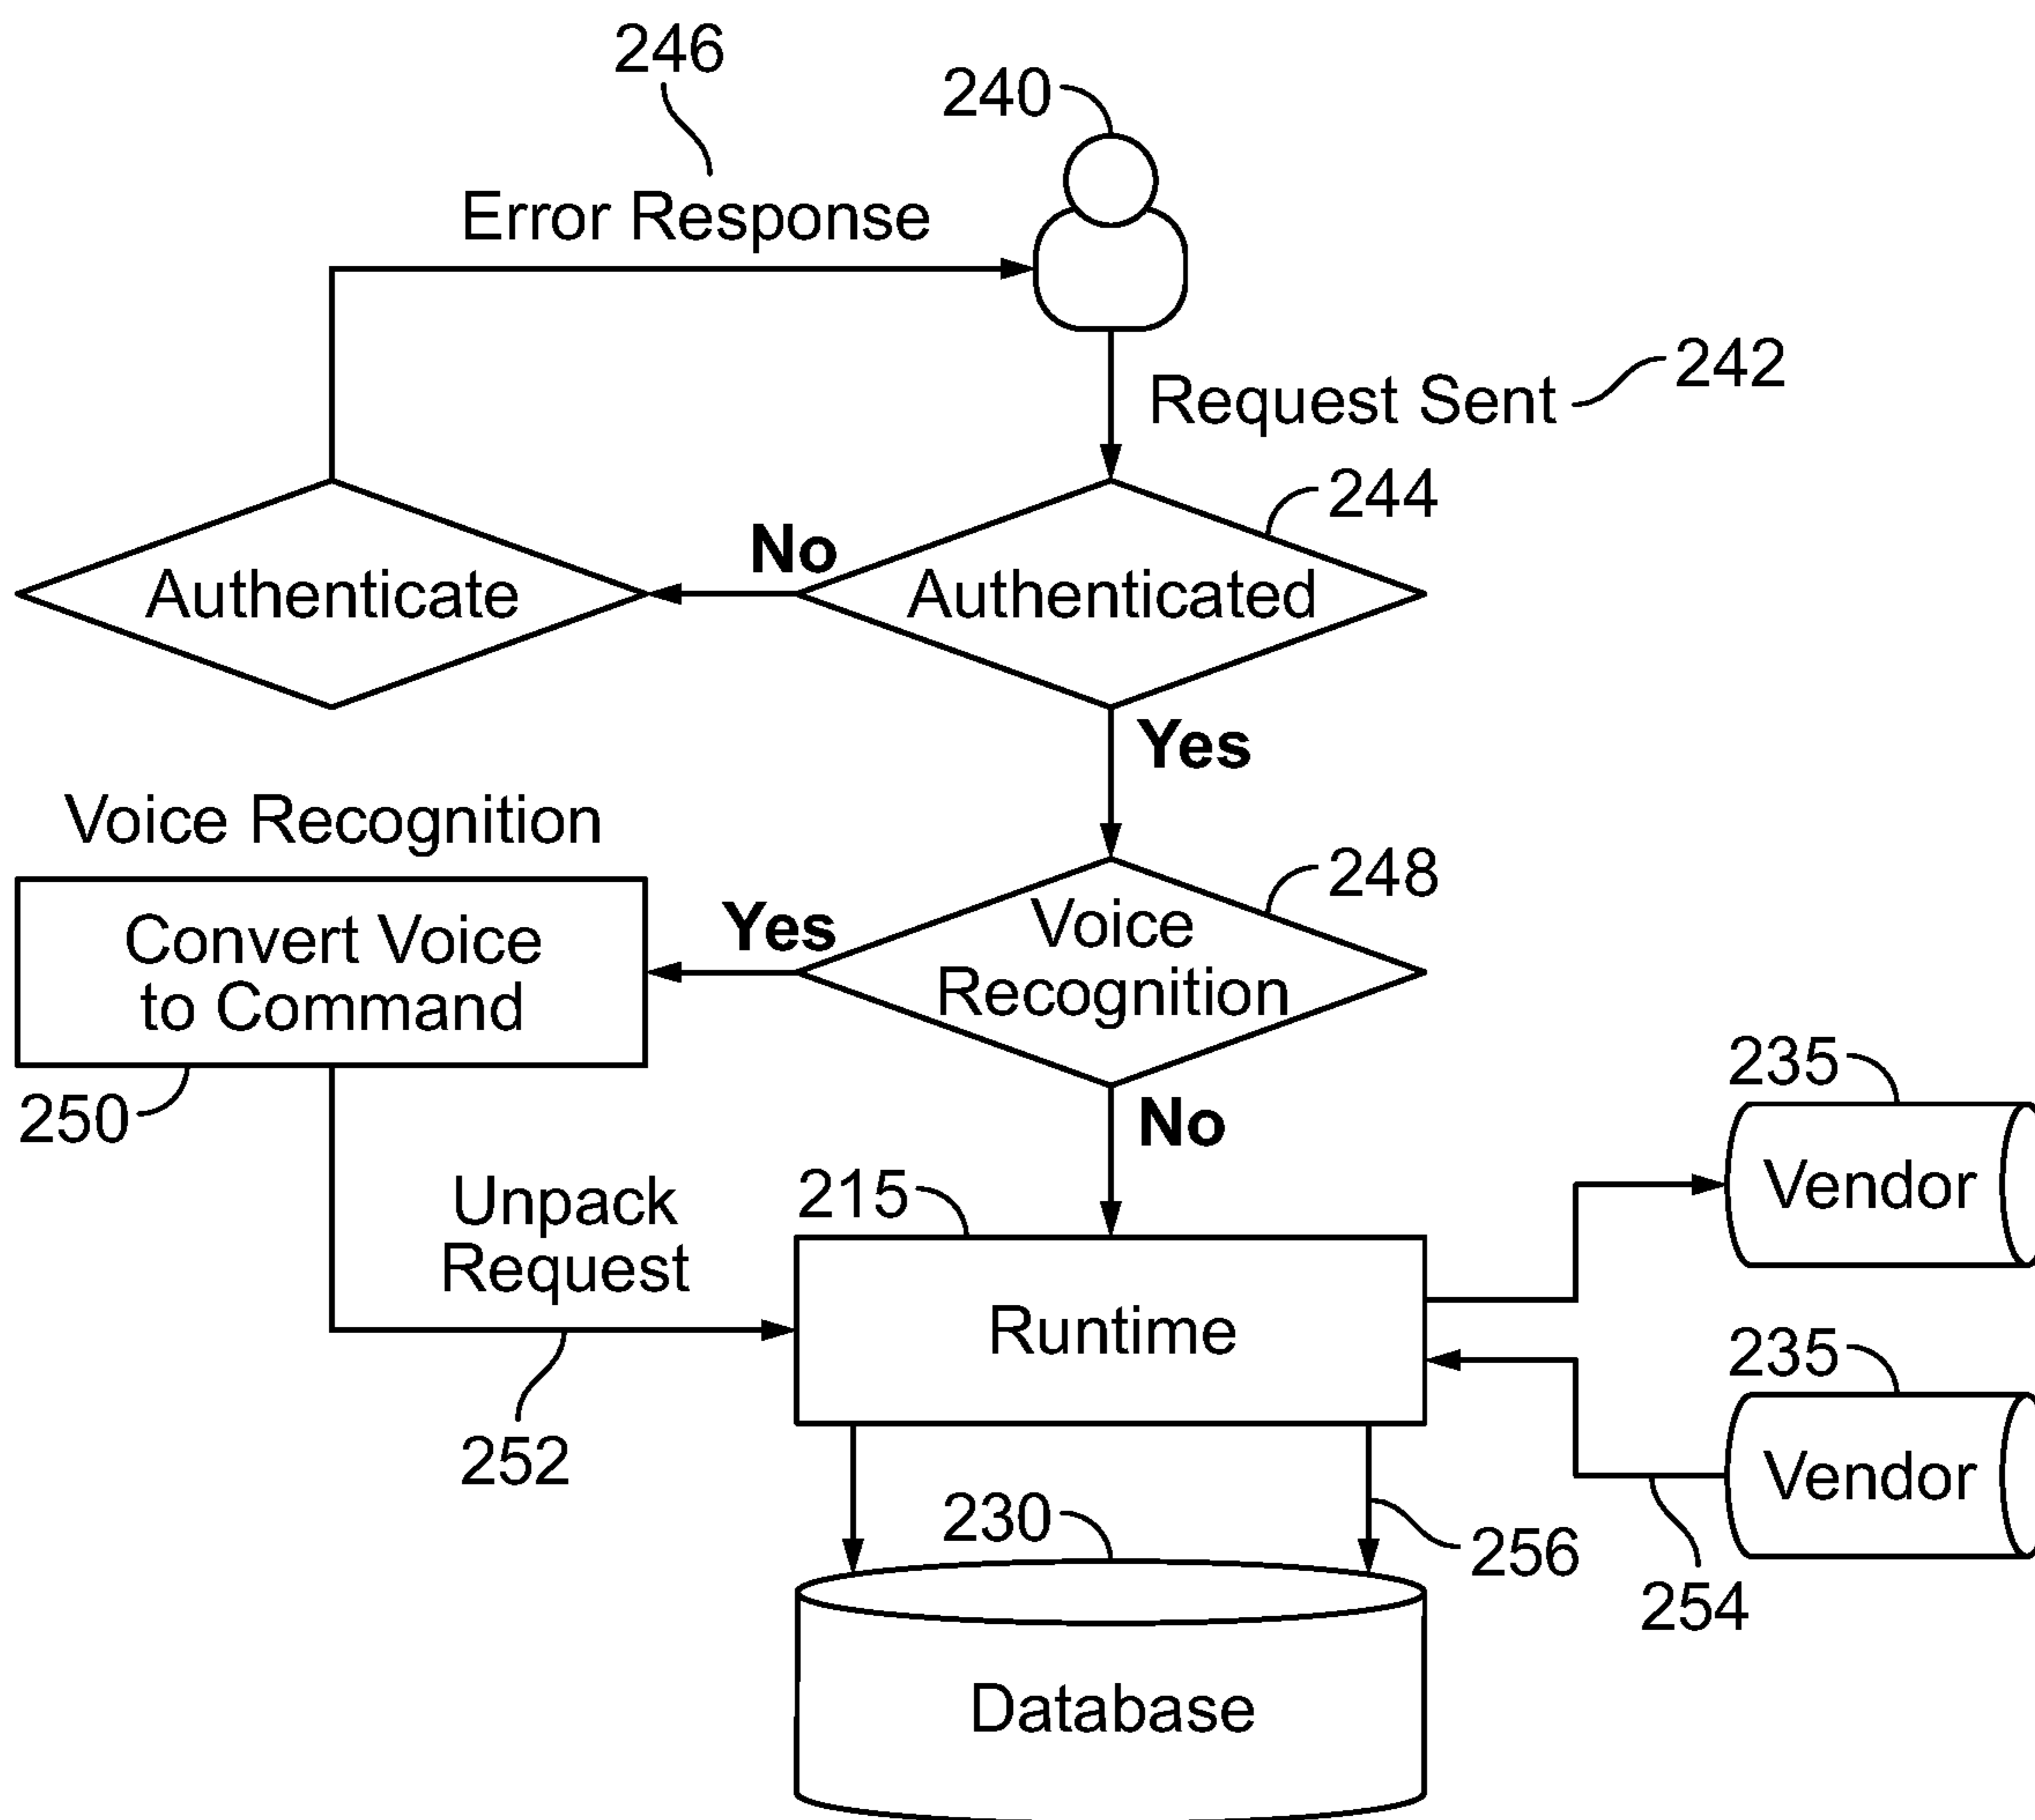 246
240
Error Response
Request Sent
242
244
No
Authenticate
Authenticated
Yes
Voice Recognition
248
Yes
Voice
Recognition
Convert Voice
to Command
250
No
235
Vendor
215
Unpack
Request
Runtime
235
Vendor
252
230
256
254
Database